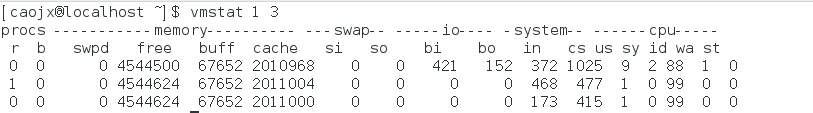 [caojx@localhost ~]$ vmstat 1 3
procs -----------memory---------- ---swap-- -----io---- -system-- ------cpu-----
 r  b   swpd   free   buff  cache   si   so    bi    bo   in   cs us sy id wa st
 0  0      0 4544500  67652 2010968    0    0   421   152  372 1025  9  2 88  1  0
 1  0      0 4544624  67652 2011004    0    0     0     0  468  477  1  0 99  0  0
 0  0      0 4544624  67652 2011000    0    0     0     0  173  415  1  0 99  0  0